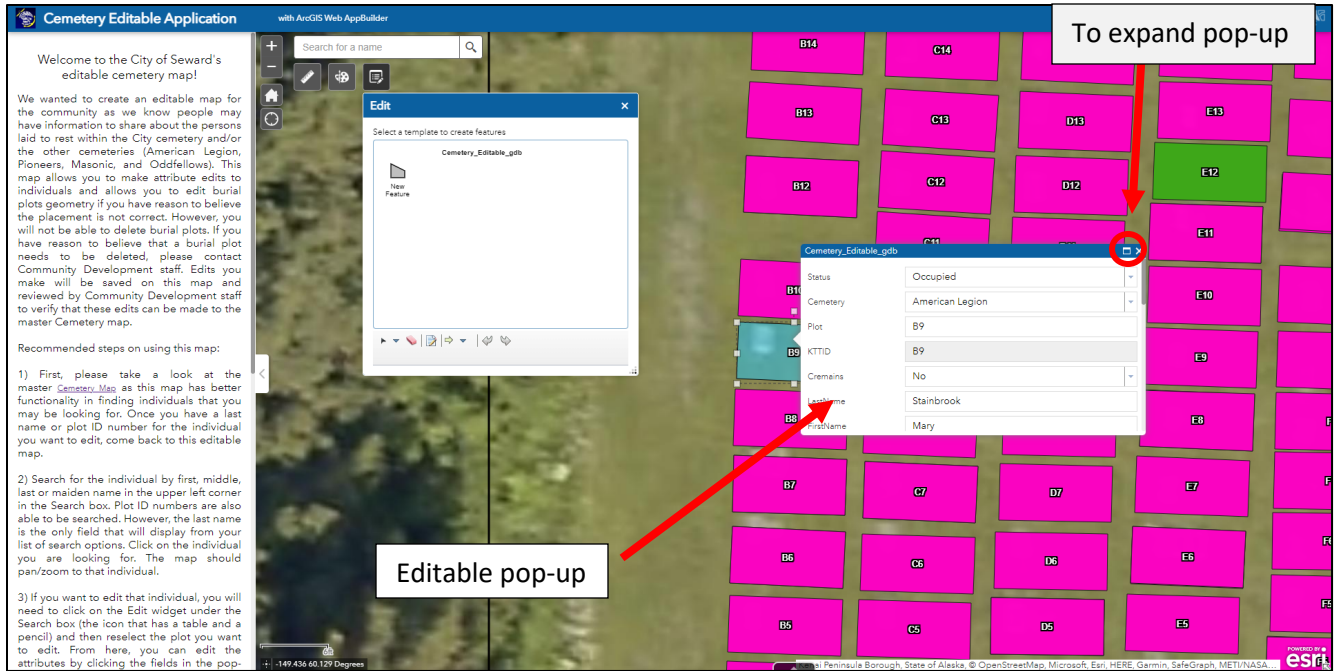 Cemetery Editable Application
with ArcGIS Web AppBuilder
To expand pop-up
Welcome to the City of Seward's
editable cemetery map!
We wanted to create an editable map for
the community as we know people may
have information to share about the persons
laid to rest within the City cemetery and/or
the other cemeteries (American Legion,
Pioneers, Masonic, and Oddfellows). This
map allows you to make attribute edits to
individuals and allows you to edit burial
plots geometry if you have reason to believe
the placement is not correct. However, you
will not be able to delete burial plots. If you
have reason to believe that a burial plot
needs to be deleted, please contact
Community Development staff. Edits you
make will be saved on this map and
reviewed by Community Development staff
to verify that these edits can be made to the
master Cemetery map.
Recommended steps on using this map:
1) First, please take a look at the
master Cemetery Map as this map has better
functionality in finding individuals that you
may be looking for. Once you have a last
name or plot ID number for the individual
you want to edit, come back to this editable
map.
2) Search for the individual by first, middle,
last or maiden name in the upper left corner
in the Search box. Plot ID numbers are also
able to be searched. However, the last name
is the only field that will display from your
list of search options. Click on the individual
you are looking for. The map should
pan/zoom to that individual.
3) If you want to edit that individual, you will
need to click on the Edit widget under the
Search box (the icon that has a table and a
pencil) and then reselect the plot you want
to edit. From here, you can edit the
attributes by clicking the fields in the pop-
Search for a name
Edit
Select a template to create features
Cemetery_Editable_gdb
New
Feature
B14 C14
B13 C13 D13 E13
B12 C12 D12 E12
C11 E11
Cemetery_Editable_gdb
Status Occupied
Cemetery American Legion
Plot B9
KTTID B9
Cremains No
LastName Stainbrook
FirstName Mary
B10 E10
B9 E9
B8 E8
B7 C7 D7 E7
B6 C6 D6 E6
B5 C5 D5 E5
Editable pop-up
-149.436 60.129 Degrees
Kenai Peninsula Borough, State of Alaska, © OpenStreetMap, Microsoft, Esri, HERE, Garmin, SafeGraph, METI/NASA...
POWERED BY
esri